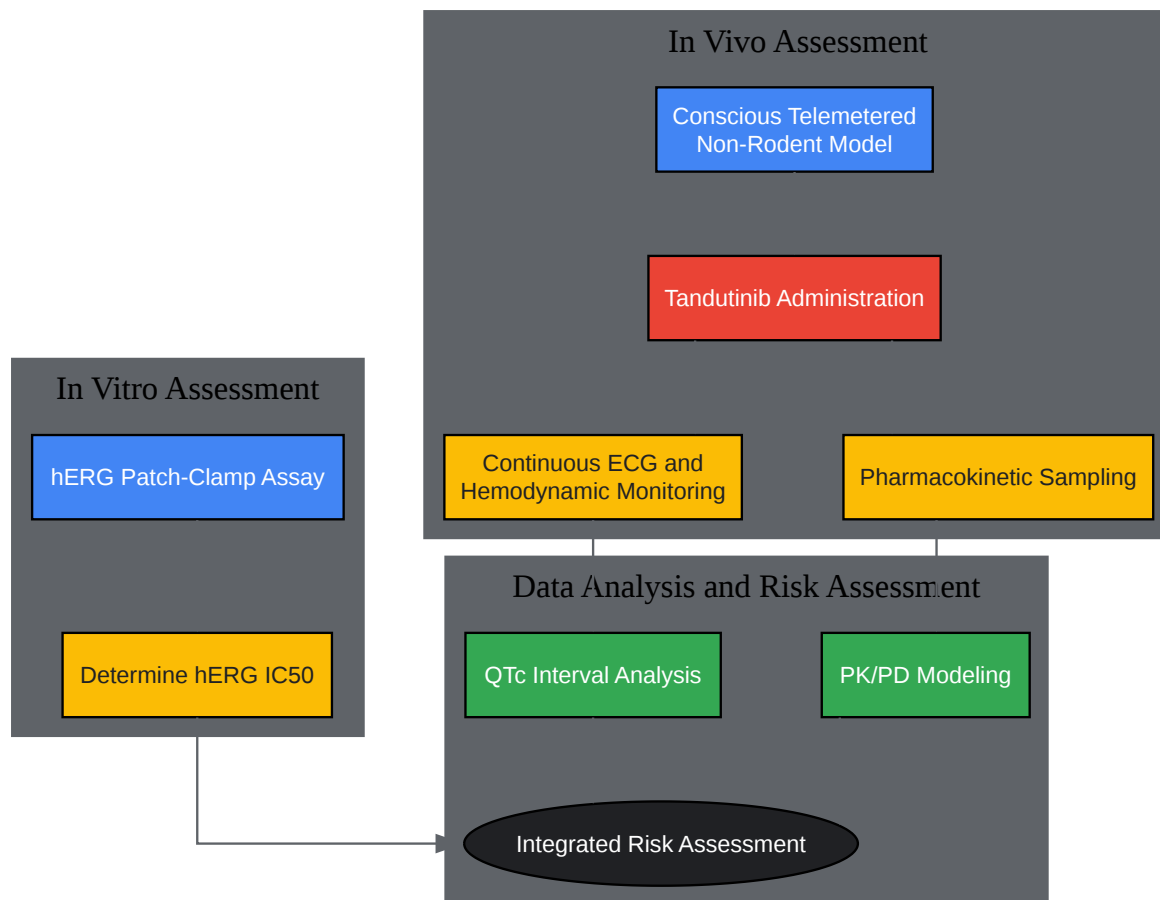 In Vivo Assessment
Conscious Telemetered
Non-Rodent Model
Tandutinib Administration
Continuous ECG and
Hemodynamic Monitoring
Pharmacokinetic Sampling
In Vitro Assessment
hERG Patch-Clamp Assay
Determine hERG IC50
Data Analysis and Risk Assessment
QTc Interval Analysis
PK/PD Modeling
Integrated Risk Assessment